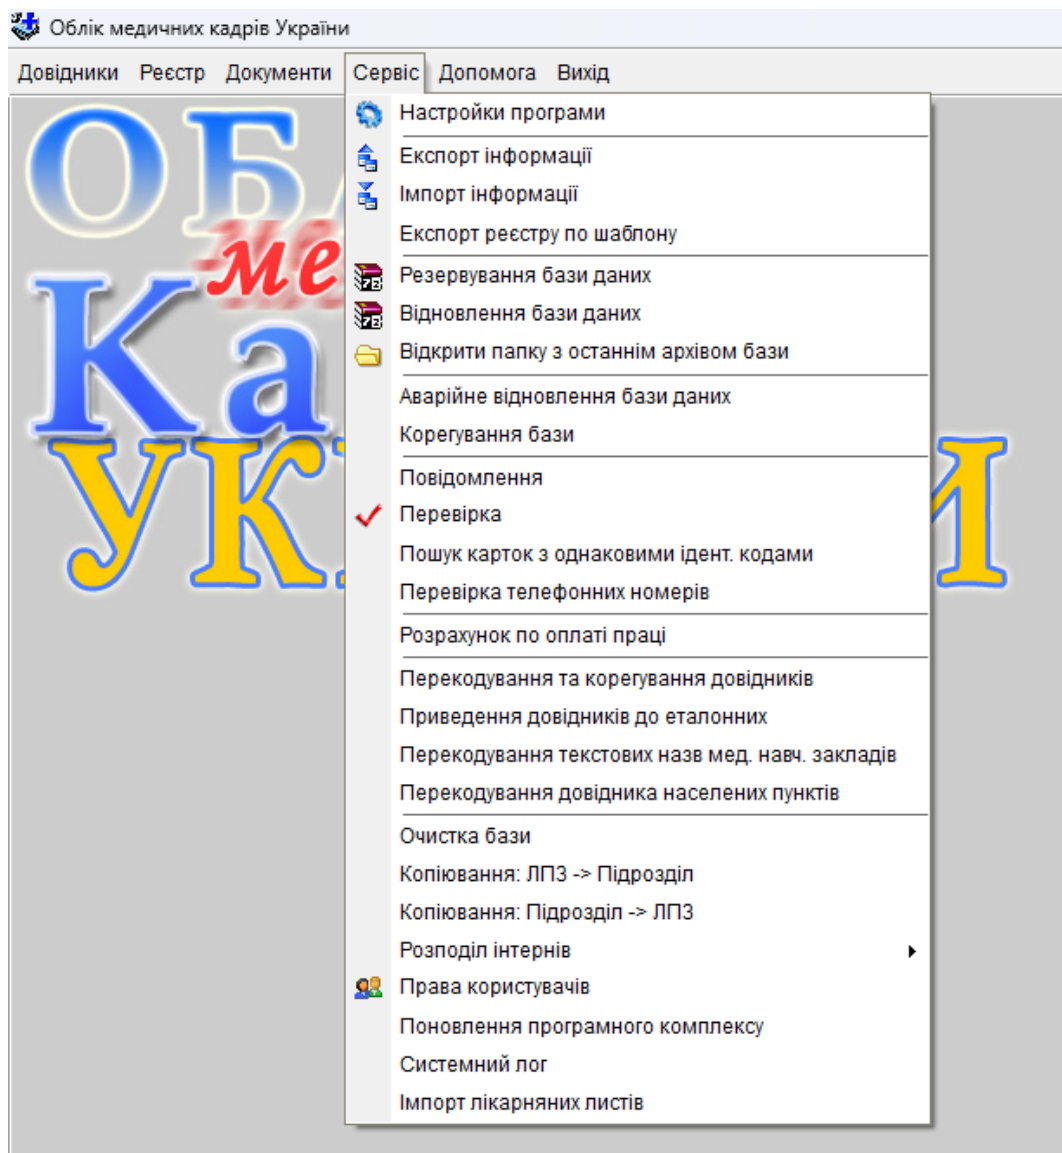 Облік медичних кадрів України
Довідники Реєстр Документи Сервіс Допомога Вихід
Настройки програми
Експорт інформації
Імпорт інформації
Експорт реєстру по шаблону
Резервування бази даних
Відновлення бази даних
Відкрити папку з останнім архівом бази
Аварійне відновлення бази даних
Корегування бази
Повідомлення
Перевірка
Пошук карток з однаковими ідент. кодами
Перевірка телефонних номерів
Розрахунок по оплаті праці
Перекодування та корегування довідників
Приведення довідників до еталонних
Перекодування текстових назв мед. навч. закладів
Перекодування довідника населених пунктів
Очистка бази
Копіювання: ЛПЗ -> Підрозділ
Копіювання: Підрозділ -> ЛПЗ
Розподіл інтернів
Права користувачів
Поновлення програмного комплексу
Системний лог
Імпорт лікарняних листів